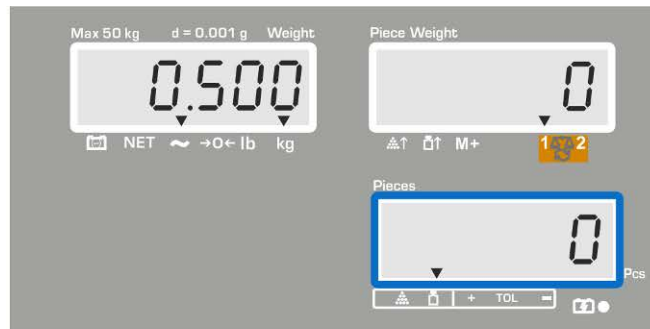 Max 50 kg d = 0.001 g Weight
0.500
NET →0← lb kg
Piece Weight
0
M+ 1 2
Pieces
0
Pcs
+ TOL -